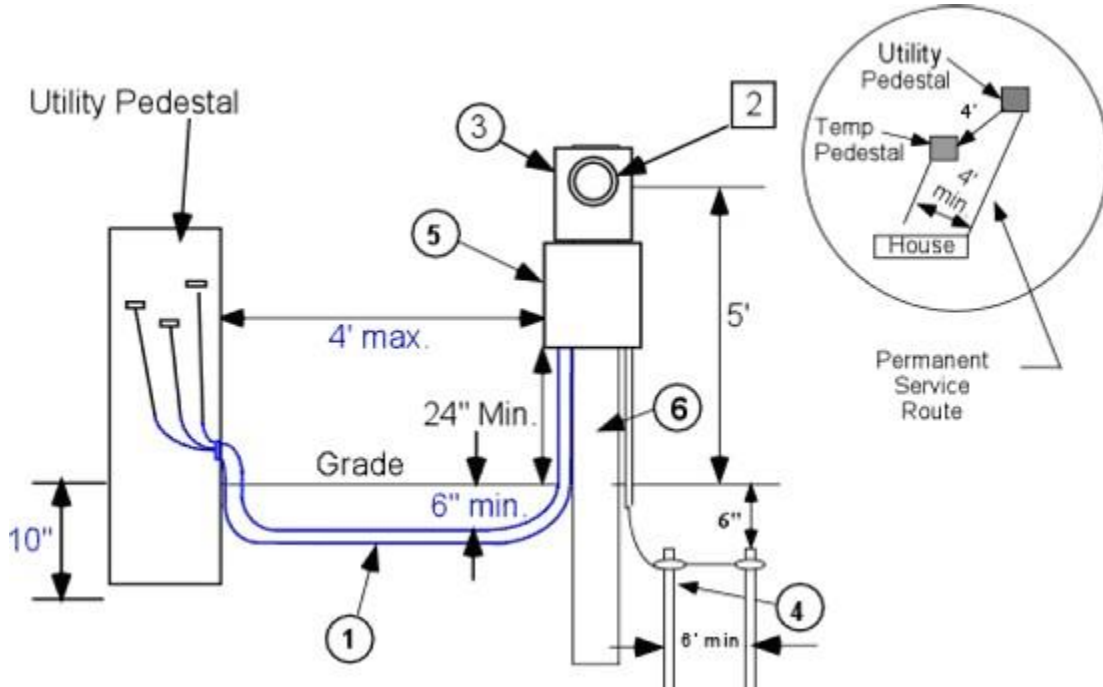 Utility Pedestal
3
2
5
4' max.
5'
24" Min.
6
Grade
6" min.
10"
6"
1
4
6' min
Utility
Pedestal
4'
Temp
Pedestal
4'
min
House
Permanent
Service
Route